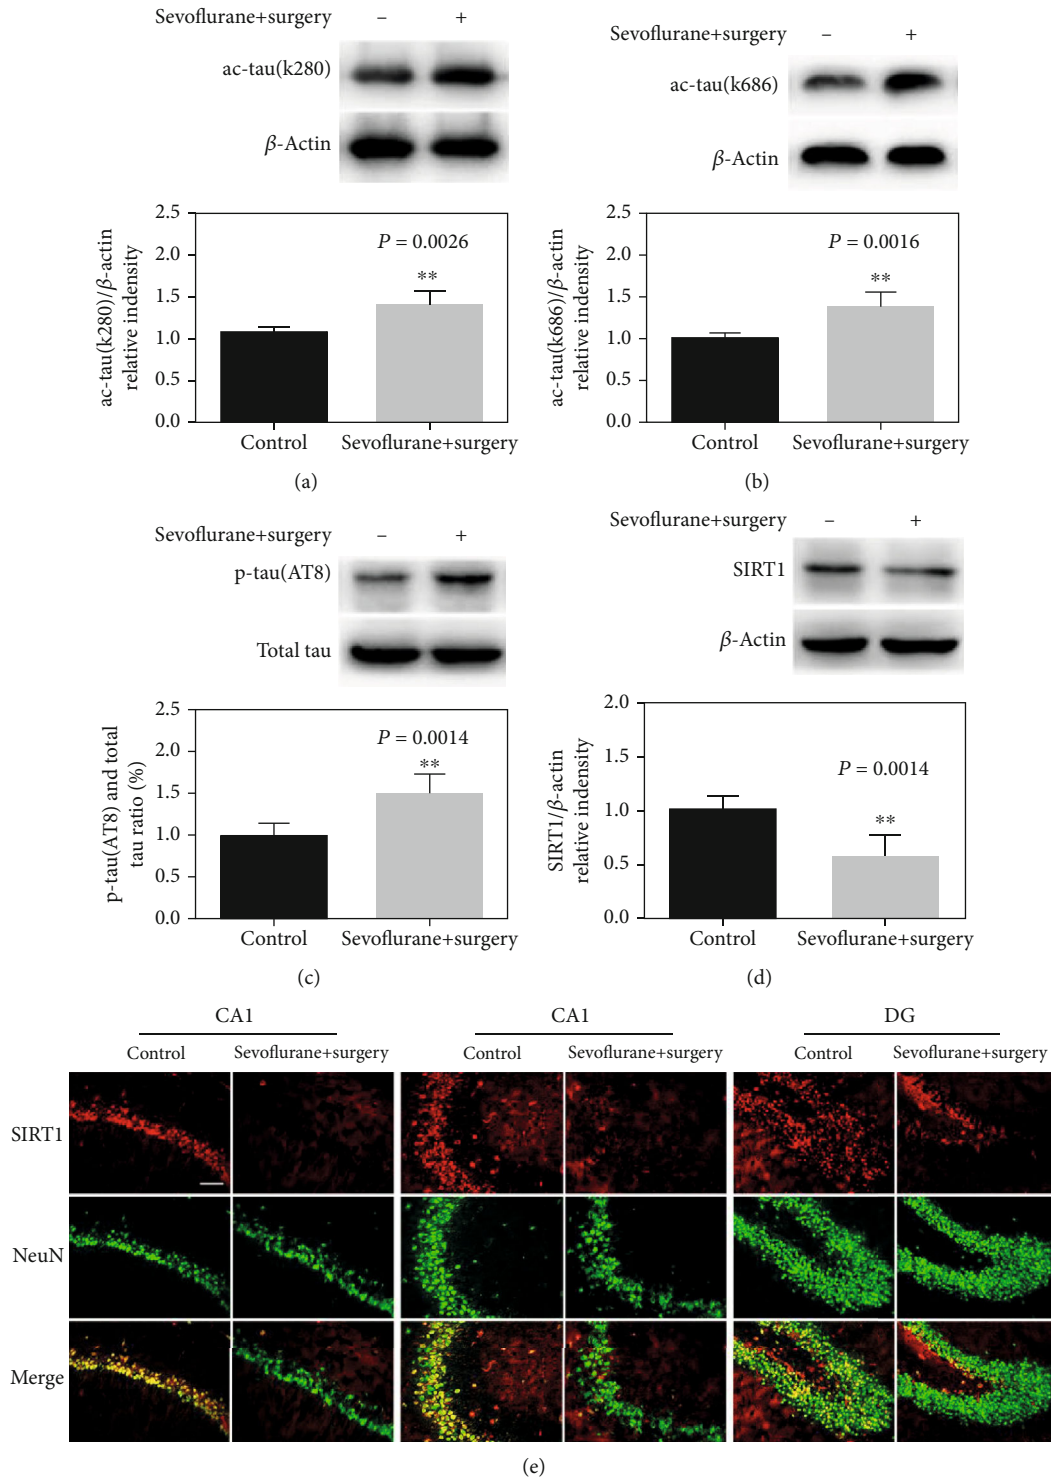 Sevoflurane+surgery – +
ac-tau(k280)
β-Actin
ac-tau(k280)/β-actin
relative indensity
2.5
2.0
1.5
1.0
0.5
0.0
P = 0.0026
**
Control Sevoflurane+surgery
(a)
Sevoflurane+surgery – +
ac-tau(k686)
β-Actin
ac-tau(k686)/β-actin
relative indensity
2.5
2.0
1.5
1.0
0.5
0.0
P = 0.0016
**
Control Sevoflurane+surgery
(b)
Sevoflurane+surgery – +
p-tau(AT8)
Total tau
p-tau(AT8) and total
tau ratio (%)
2.5
2.0
1.5
1.0
0.5
0.0
P = 0.0014
**
Control Sevoflurane+surgery
(c)
Sevoflurane+surgery – +
SIRT1
β-Actin
SIRT1/β-actin
relative indensity
2.0
1.5
1.0
0.5
0.0
P = 0.0014
**
Control Sevoflurane+surgery
(d)
CA1 CA1 DG
Control Sevoflurane+surgery Control Sevoflurane+surgery Control Sevoflurane+surgery
SIRT1
NeuN
Merge
(e)